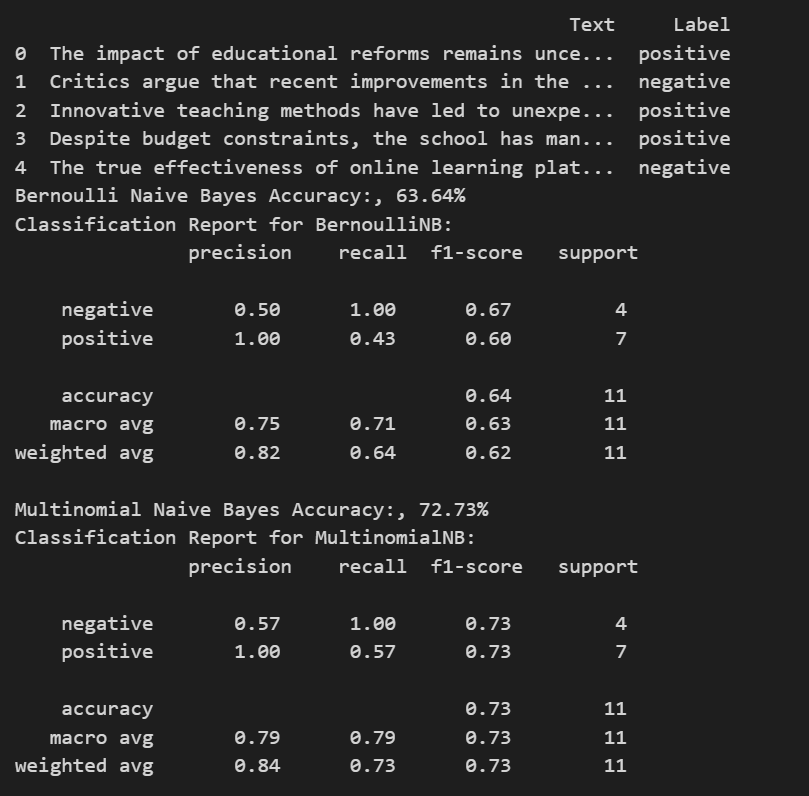 Text Label
0 The impact of educational reforms remains unce... positive
1 Critics argue that recent improvements in the ... negative
2 Innovative teaching methods have led to unexpe... positive
3 Despite budget constraints, the school has man... positive
4 The true effectiveness of online learning plat... negative
Bernoulli Naive Bayes Accuracy:, 63.64%
Classification Report for BernoulliNB:
precision recall f1-score support
negative 0.50 1.00 0.67 4
positive 1.00 0.43 0.60 7
accuracy 0.64 11
macro avg 0.75 0.71 0.63 11
weighted avg 0.82 0.64 0.62 11
Multinomial Naive Bayes Accuracy:, 72.73%
Classification Report for MultinomialNB:
precision recall f1-score support
negative 0.57 1.00 0.73 4
positive 1.00 0.57 0.73 7
accuracy 0.73 11
macro avg 0.79 0.79 0.73 11
weighted avg 0.84 0.73 0.73 11